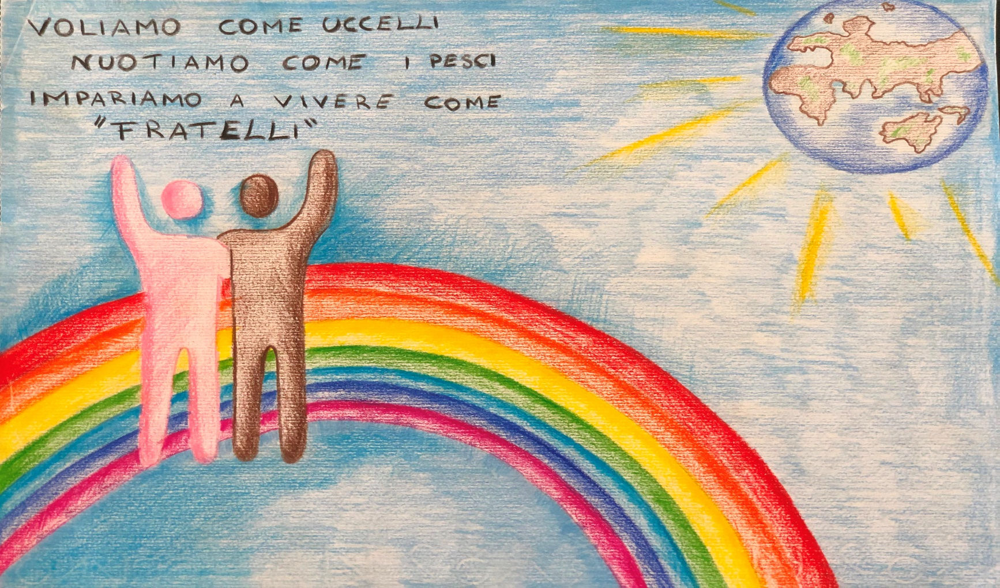 VOLIAMO COME UCCELLI
NUOTIAMO COME I PESCI
IMPARIAMO A VIVERE COME
"FRATELLI"